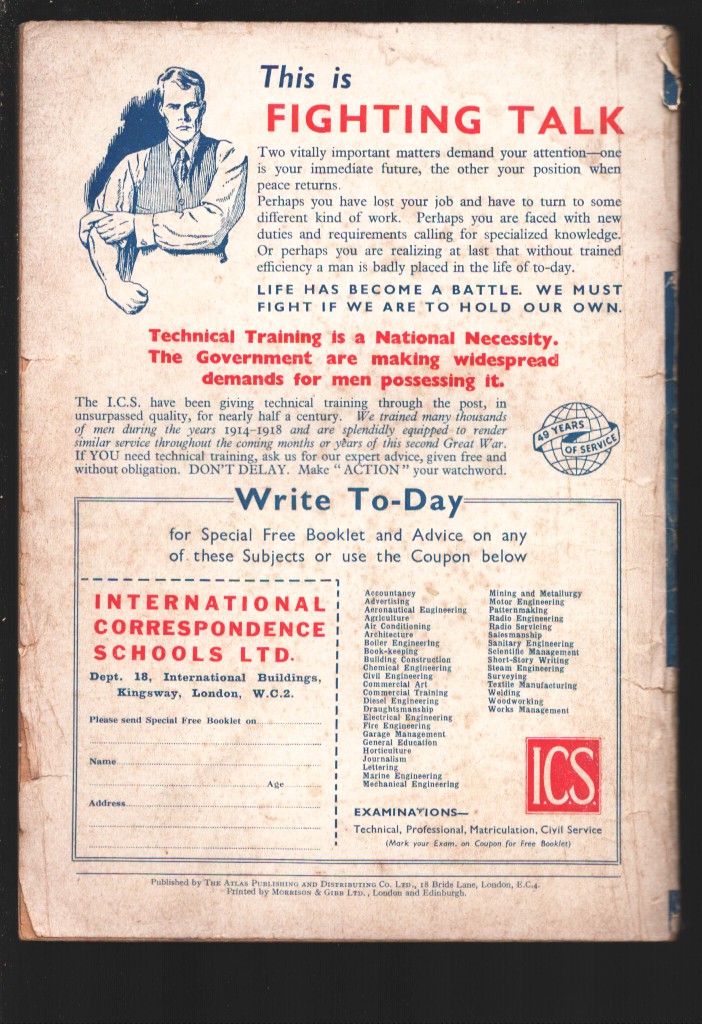 This is
FIGHTING TALK
Two vitally important matters demand your attention—one
is your immediate future, the other your position when
peace returns.
Perhaps you have lost your job and have to turn to some
different kind of work. Perhaps you are faced with new
duties and requirements calling for specialized knowledge.
Or perhaps you are realizing at last that without trained
efficiency a man is badly placed in the life of to-day.
LIFE HAS BECOME A BATTLE. WE MUST
FIGHT IF WE ARE TO HOLD OUR OWN.
Technical Training is a National Necessity.
The Government are making widespread
demands for men possessing it.
The I.C.S. have been giving technical training through the post, in
unsurpassed quality, for nearly half a century. We trained many thousands
of men during the years 1914-1918 and are splendidly equipped to render
similar service throughout the coming months or years of this second Great War.
If YOU need technical training, ask us for our expert advice, given free and
without obligation. DON'T DELAY. Make "ACTION" your watchword.
49 YEARS
OF SERVICE
Write To-Day
for Special Free Booklet and Advice on any
of these Subjects or use the Coupon below
INTERNATIONAL
CORRESPONDENCE
SCHOOLS LTD.
Dept. 18, International Buildings,
Kingsway, London, W.C.2.
Please send Special Free Booklet on
Name
Age
Address
Accountancy
Advertising
Aeronautical Engineering
Agriculture
Air Conditioning
Architecture
Boiler Engineering
Book-keeping
Building Construction
Chemical Engineering
Civil Engineering
Commercial Art
Commercial Training
Diesel Engineering
Draughtsmanship
Electrical Engineering
Fire Engineering
Garage Management
General Education
Horticulture
Journalism
Lettering
Marine Engineering
Mechanical Engineering
Mining and Metallurgy
Motor Engineering
Patternmaking
Radio Engineering
Radio Servicing
Salesmanship
Sanitary Engineering
Scientific Management
Short-Story Writing
Steam Engineering
Surveying
Textile Manufacturing
Welding
Woodworking
Works Management
I.C.S.
EXAMINATIONS—
Technical, Professional, Matriculation, Civil Service
(Mark your Exam. on Coupon for Free Booklet)
Published by THE ATLAS PUBLISHING AND DISTRIBUTING CO. LTD., 18 Bride Lane, London, E.C.4.
Printed by MORRISON & GIBB LTD., London and Edinburgh.